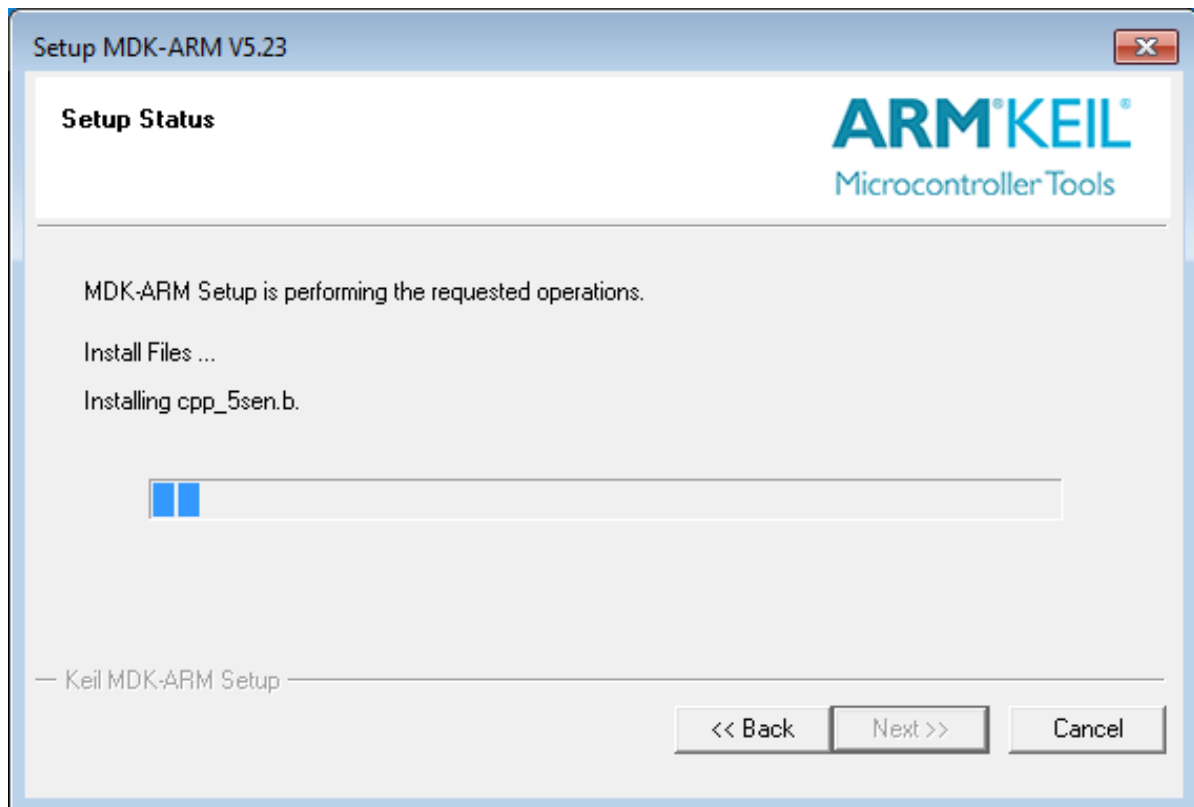 Setup MDK-ARM V5.23
Setup Status
ARM®KEIL®
Microcontroller Tools
MDK-ARM Setup is performing the requested operations.
Install Files ...
Installing cpp_5sen.b.
Keil MDK-ARM Setup
<< Back
Next >>
Cancel